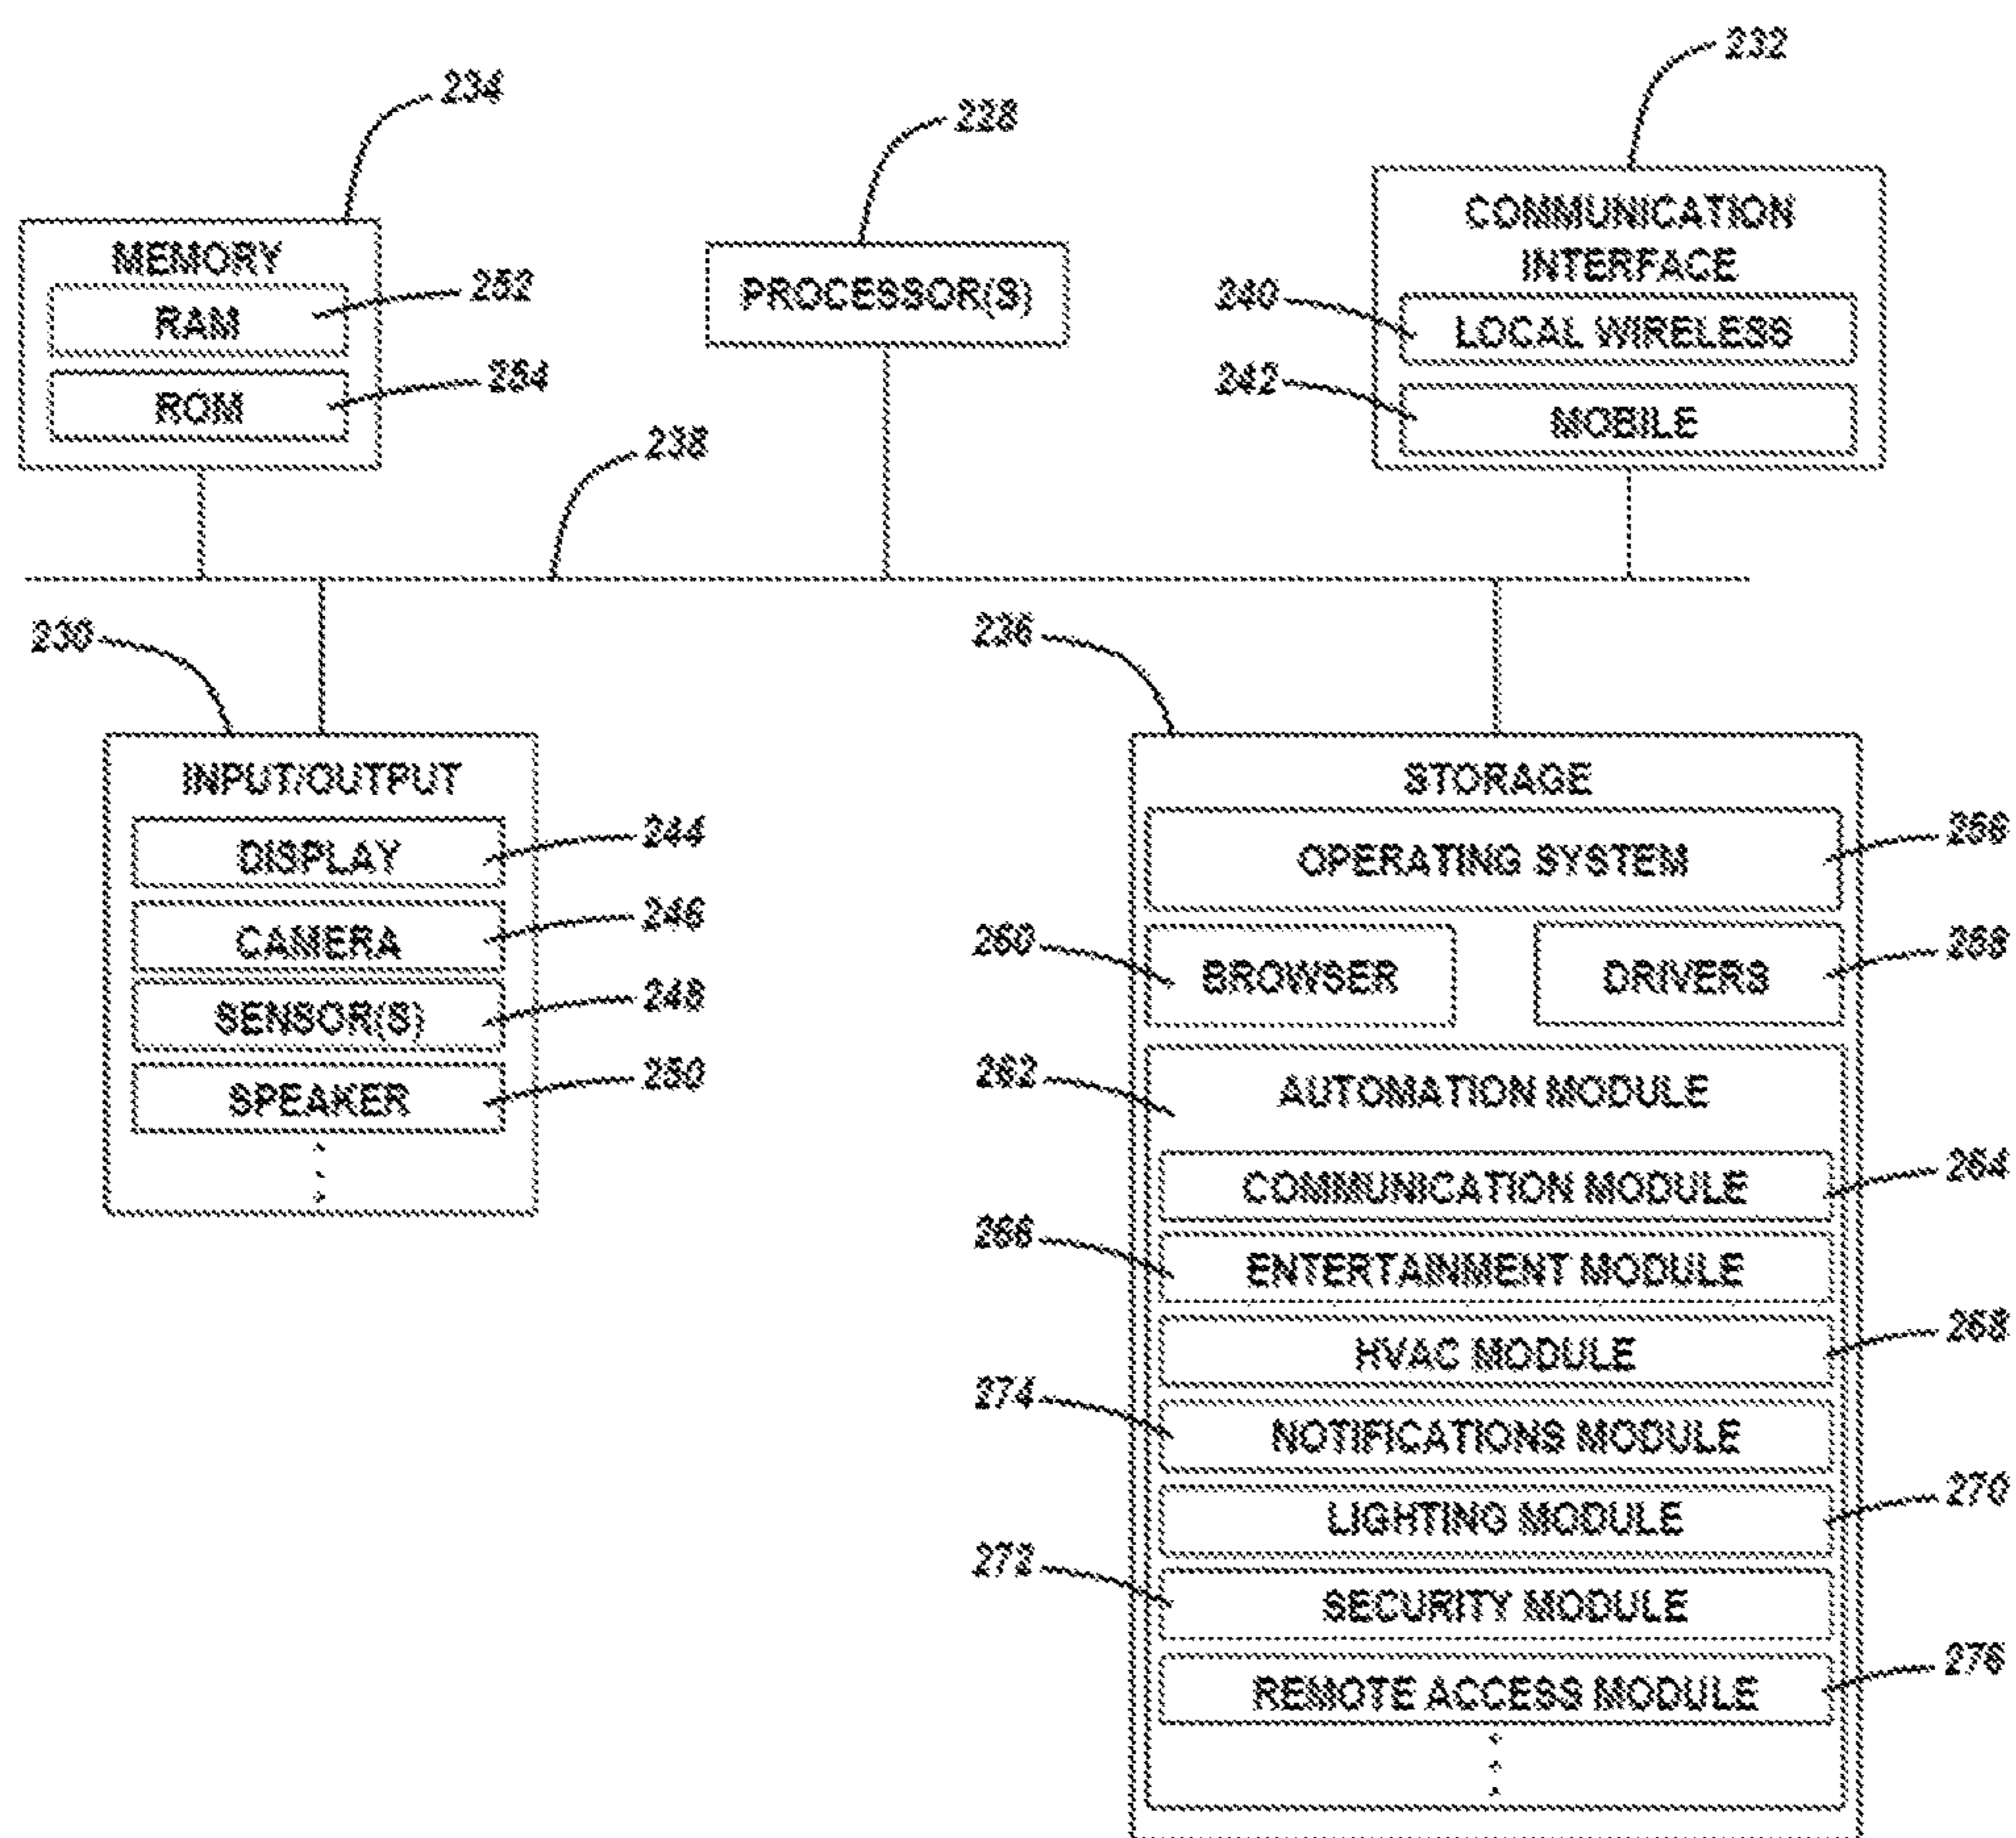 232
234
228
MEMORY
PROCESSOR(S)
COMMUNICATION
INTERFACE
252
RAM
240
LOCAL WIRELESS
254
ROM
242
MOBILE
238
230
236
INPUT/OUTPUT
STORAGE
DISPLAY
244
OPERATING SYSTEM
256
CAMERA
246
260
BROWSER
DRIVERS
258
SENSOR(S)
248
SPEAKER
250
262
AUTOMATION MODULE
COMMUNICATION MODULE
264
266
ENTERTAINMENT MODULE
HVAC MODULE
268
274
NOTIFICATIONS MODULE
LIGHTING MODULE
270
272
SECURITY MODULE
REMOTE ACCESS MODULE
276